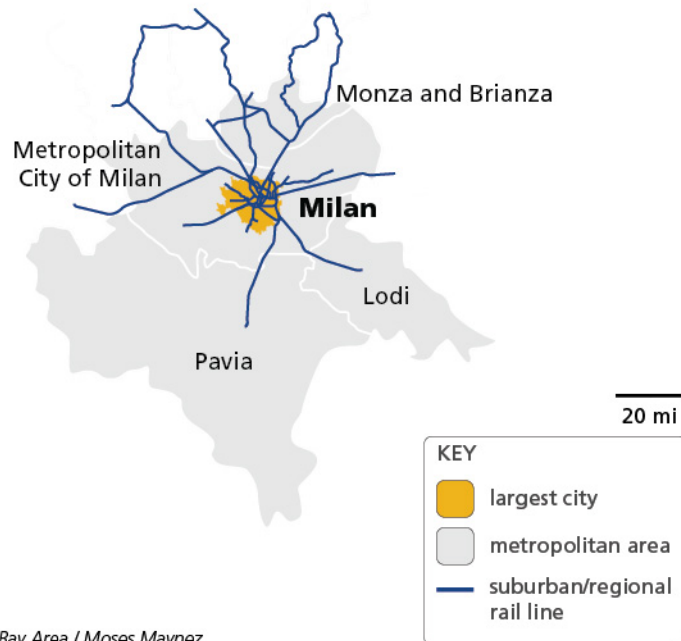 Monza and Brianza
Metropolitan
City of Milan
Milan
Lodi
Pavia
20 mi
KEY
largest city
metropolitan area
suburban/regional
rail line
Area / Moses Maynez